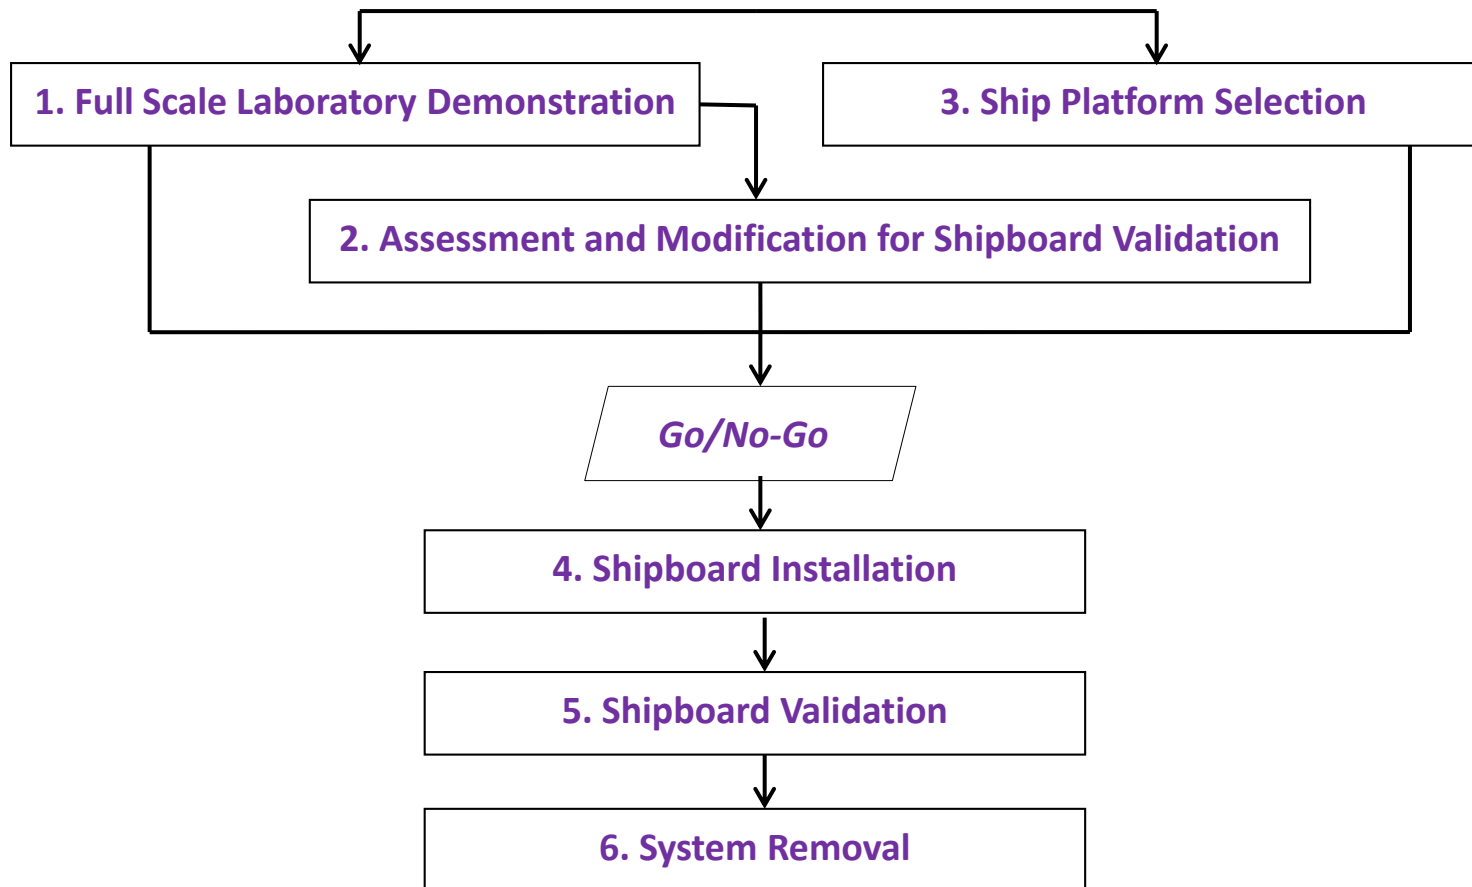 1. Full Scale Laboratory Demonstration
3. Ship Platform Selection
2. Assessment and Modification for Shipboard Validation
Go/No-Go
4. Shipboard Installation
5. Shipboard Validation
6. System Removal